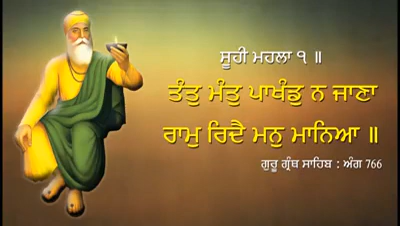 ਸੂਹੀ ਮਹਲਾ ੧ ॥
ਤੰਤੁ ਮੰਤੁ ਪਾਖੰਡੁ ਨ ਜਾਣਾ
ਰਾਮੁ ਰਿਦੈ ਮਨੁ ਮਾਨਿਆ ॥
ਗੁਰੂ ਗ੍ਰੰਥ ਸਾਹਿਬ : ਅੰਗ 766